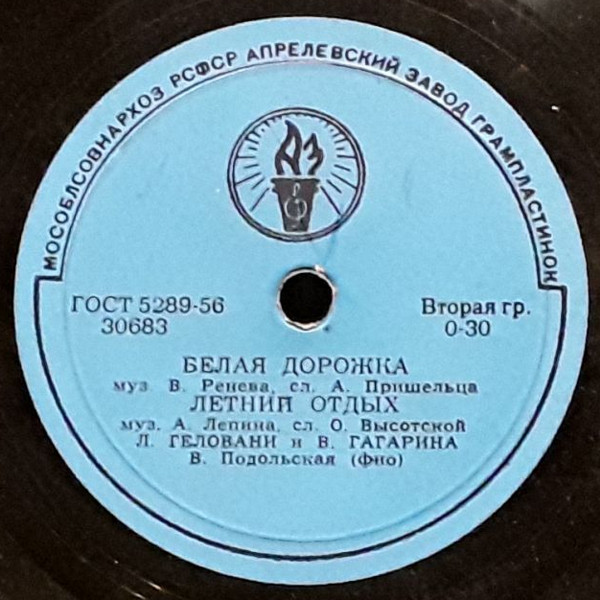 МОСОБЛСОВНАРХОЗ РСФСР АПРЕЛЕВСКИЙ ЗАВОД ГРАМПЛАСТИНОК
АЗ
ГОСТ 5289-56
30683
Вторая гр.
0-30
БЕЛАЯ ДОРОЖКА
муз. В. Ренева, сл. А. Пришельца
ЛЕТНИЙ ОТДЫХ
муз. А. Лепина, сл. О. Высотской
Л. ГЕЛОВАНИ и В. ГАГАРИНА
В. Подольская (фно)